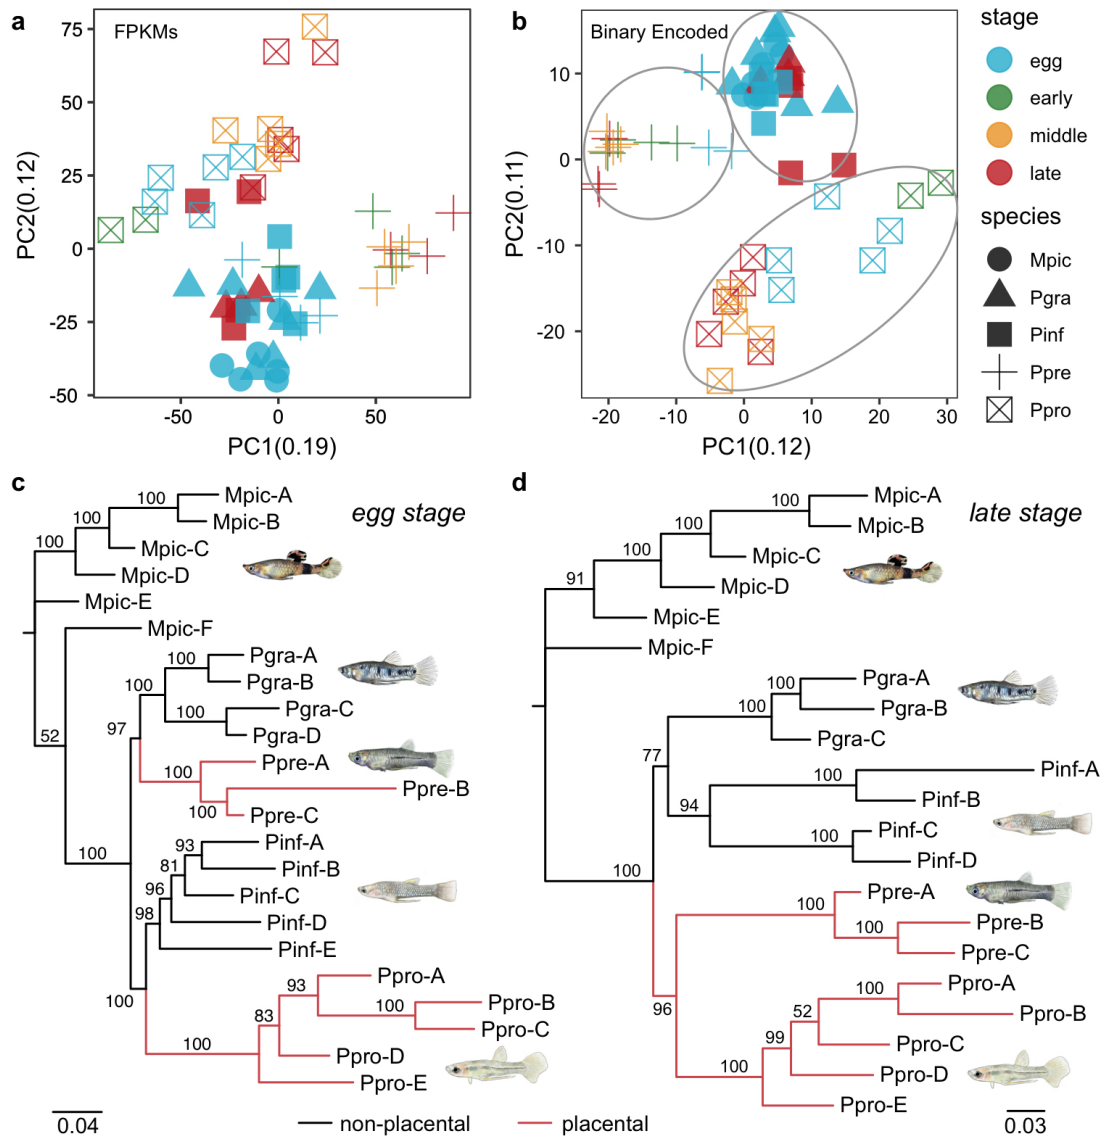 a
FPKMs
75
50
25
0
-25
-50
-50
0
50
PC1(0.19)
PC2(0.12)
b
Binary Encoded
10
0
-10
-20
-20
-10
0
10
20
30
PC1(0.12)
PC2(0.11)
stage
egg
early
middle
late
species
Mpic
Pgra
Pinf
Ppre
Ppro
c
egg stage
Mpic-A
100
Mpic-B
100
Mpic-C
100
Mpic-D
Mpic-E
Mpic-F
Pgra-A
100
Pgra-B
100
Pgra-C
100
Pgra-D
97
Ppre-A
100
Ppre-B
100
Ppre-C
52
Pinf-A
93
Pinf-B
81
100
Pinf-C
96
Pinf-D
98
Pinf-E
Ppro-A
93
100
Ppro-B
100
83
Ppro-C
100
Ppro-D
Ppro-E
0.04
d
late stage
Mpic-A
100
Mpic-B
100
Mpic-C
100
Mpic-D
91
Mpic-E
Mpic-F
Pgra-A
100
Pgra-B
100
Pgra-C
77
Pinf-A
100
Pinf-B
94
Pinf-C
100
Pinf-D
100
Ppre-A
100
Ppre-B
100
Ppre-C
96
Ppro-A
100
Ppro-B
52
Ppro-C
99
Ppro-D
100
Ppro-E
0.03
non-placental
placental